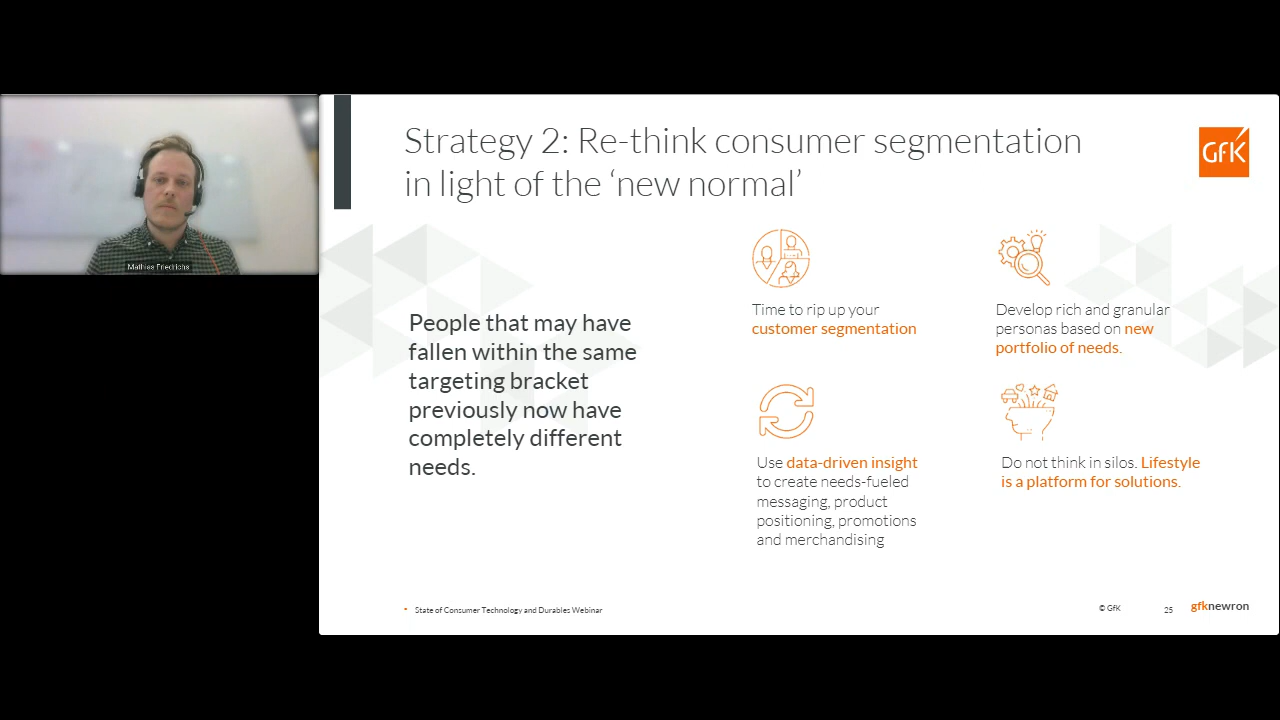 Mathies Friedrichs
Strategy 2: Re-think consumer segmentation
in light of the ‘new normal’
GfK
People that may have
fallen within the same
targeting bracket
previously now have
completely different
needs.
Time to rip up your
customer segmentation
Develop rich and granular
personas based on new
portfolio of needs.
Use data-driven insight
to create needs-fueled
messaging, product
positioning, promotions
and merchandising
Do not think in silos. Lifestyle
is a platform for solutions.
• State of Consumer Technology and Durables Webinar
© GfK
25
gfknewron